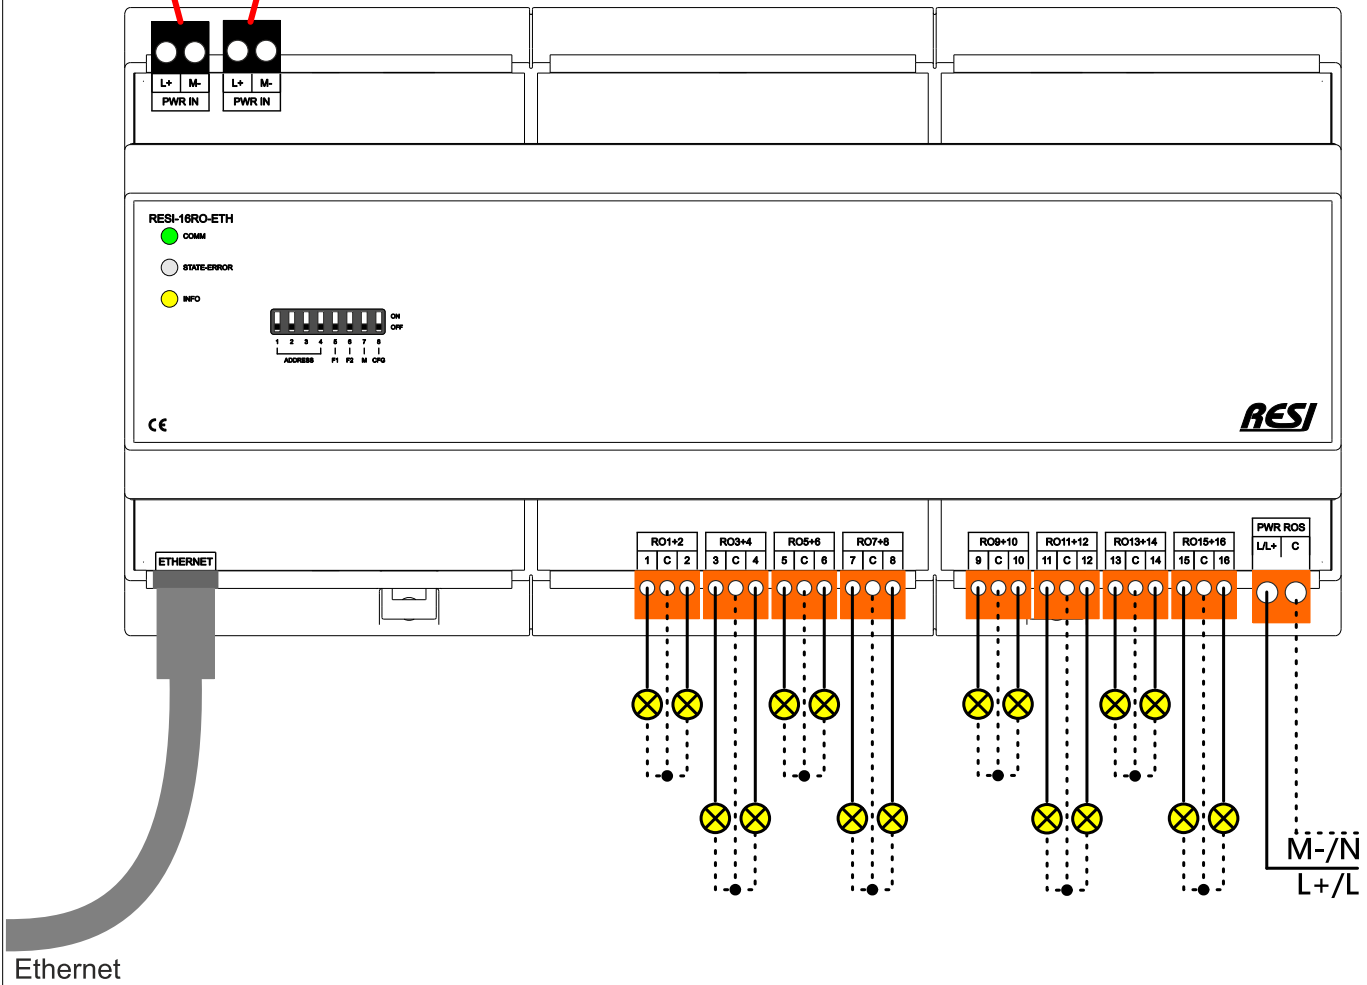 L+ M- L+ M-
PWR IN PWR IN
RESI-16RO-ETH
COMM
STATE-ERROR
INFO
ON
OFF
1 2 3 4 5 6 7 8
ADDRESS F1 F2 M CFG
CE
RESI
ETHERNET
RO1+2 RO3+4 RO5+6 RO7+8 RO9+10 RO11+12 RO13+14 RO15+16 PWR ROS
1 C 2 3 C 4 5 C 6 7 C 8 9 C 10 11 C 12 13 C 14 15 C 16 L/L+ C
M-/N
L+/L
Ethernet